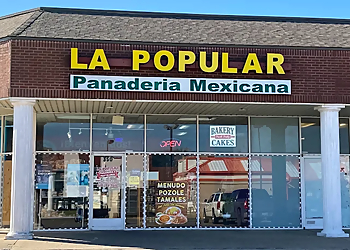 LA POPULAR
Panaderia Mexicana
BAKERY
CAKES
OPEN
MENUDO
POZOLE
TAMALES